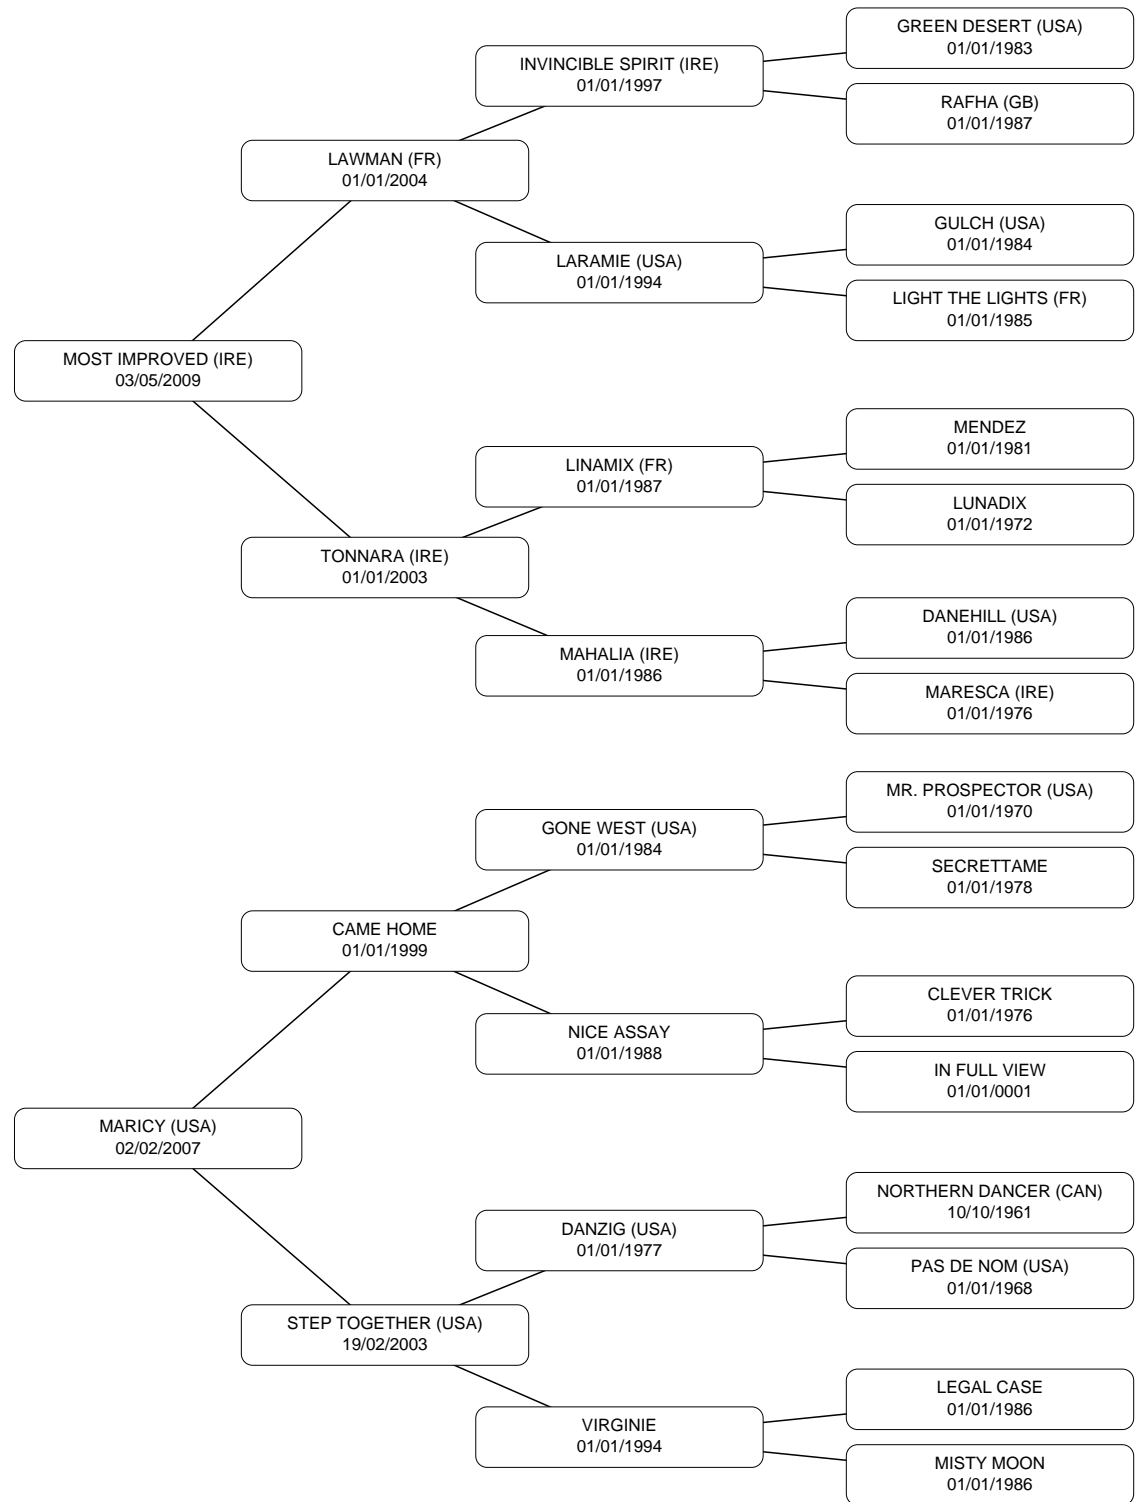 GREEN DESERT (USA)
01/01/1983
INVINCIBLE SPIRIT (IRE)
01/01/1997
RAFHA (GB)
01/01/1987
LAWMAN (FR)
01/01/2004
GULCH (USA)
01/01/1984
LARAMIE (USA)
01/01/1994
LIGHT THE LIGHTS (FR)
01/01/1985
MOST IMPROVED (IRE)
03/05/2009
MENDEZ
01/01/1981
LINAMIX (FR)
01/01/1987
LUNADIX
01/01/1972
TONNARA (IRE)
01/01/2003
DANEHILL (USA)
01/01/1986
MAHALIA (IRE)
01/01/1986
MARESCA (IRE)
01/01/1976
MR. PROSPECTOR (USA)
01/01/1970
GONE WEST (USA)
01/01/1984
SECRETTAME
01/01/1978
CAME HOME
01/01/1999
CLEVER TRICK
01/01/1976
NICE ASSAY
01/01/1988
IN FULL VIEW
01/01/0001
MARICY (USA)
02/02/2007
NORTHERN DANCER (CAN)
10/10/1961
DANZIG (USA)
01/01/1977
PAS DE NOM (USA)
01/01/1968
STEP TOGETHER (USA)
19/02/2003
LEGAL CASE
01/01/1986
VIRGINIE
01/01/1994
MISTY MOON
01/01/1986